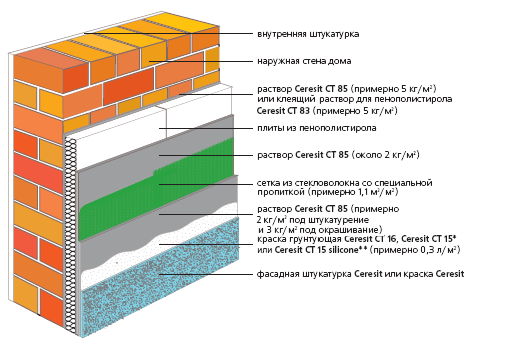 внутренняя штукатурка
наружная стена дома
раствор Ceresit CT 85 (примерно 5 кг/м²)
или клеящий раствор для пенополистирола
Ceresit CT 83 (примерно 5 кг/м²)
плиты из пенополистирола
раствор Ceresit CT 85 (около 2 кг/м²)
сетка из стекловолокна со специальной
пропиткой (примерно 1,1 м²/м²)
раствор Ceresit CT 85 (примерно
2 кг/м² под штукатурение
и 3 кг/м² под окрашивание)
краска грунтующая Ceresit CT 16, Ceresit CT 15*
или Ceresit CT 15 silicone** (примерно 0,3 л/м²)
фасадная штукатурка Ceresit или краска Ceresit